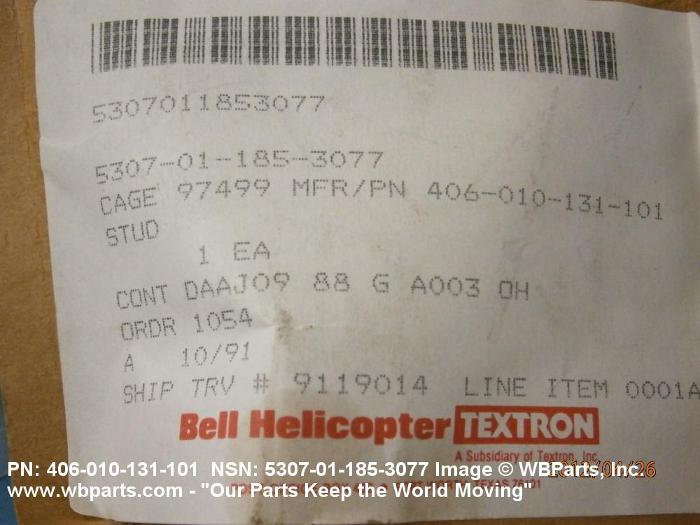 5307011853077
5307-01-185-3077
CAGE 97499 MFR/PN 406-010-131-101
STUD
1 EA
CONT DAAJ09 88 G A003 0H
ORDR 1054
A 10/91
SHIP TRV # 9119014 LINE ITEM 0001A
Bell Helicopter TEXTRON
A Subsidiary of Textron, Inc.
PN: 406-010-131-101 NSN: 5307-01-185-3077 Image © WBParts, Inc.
www.wbparts.com - "Our Parts Keep the World Moving"